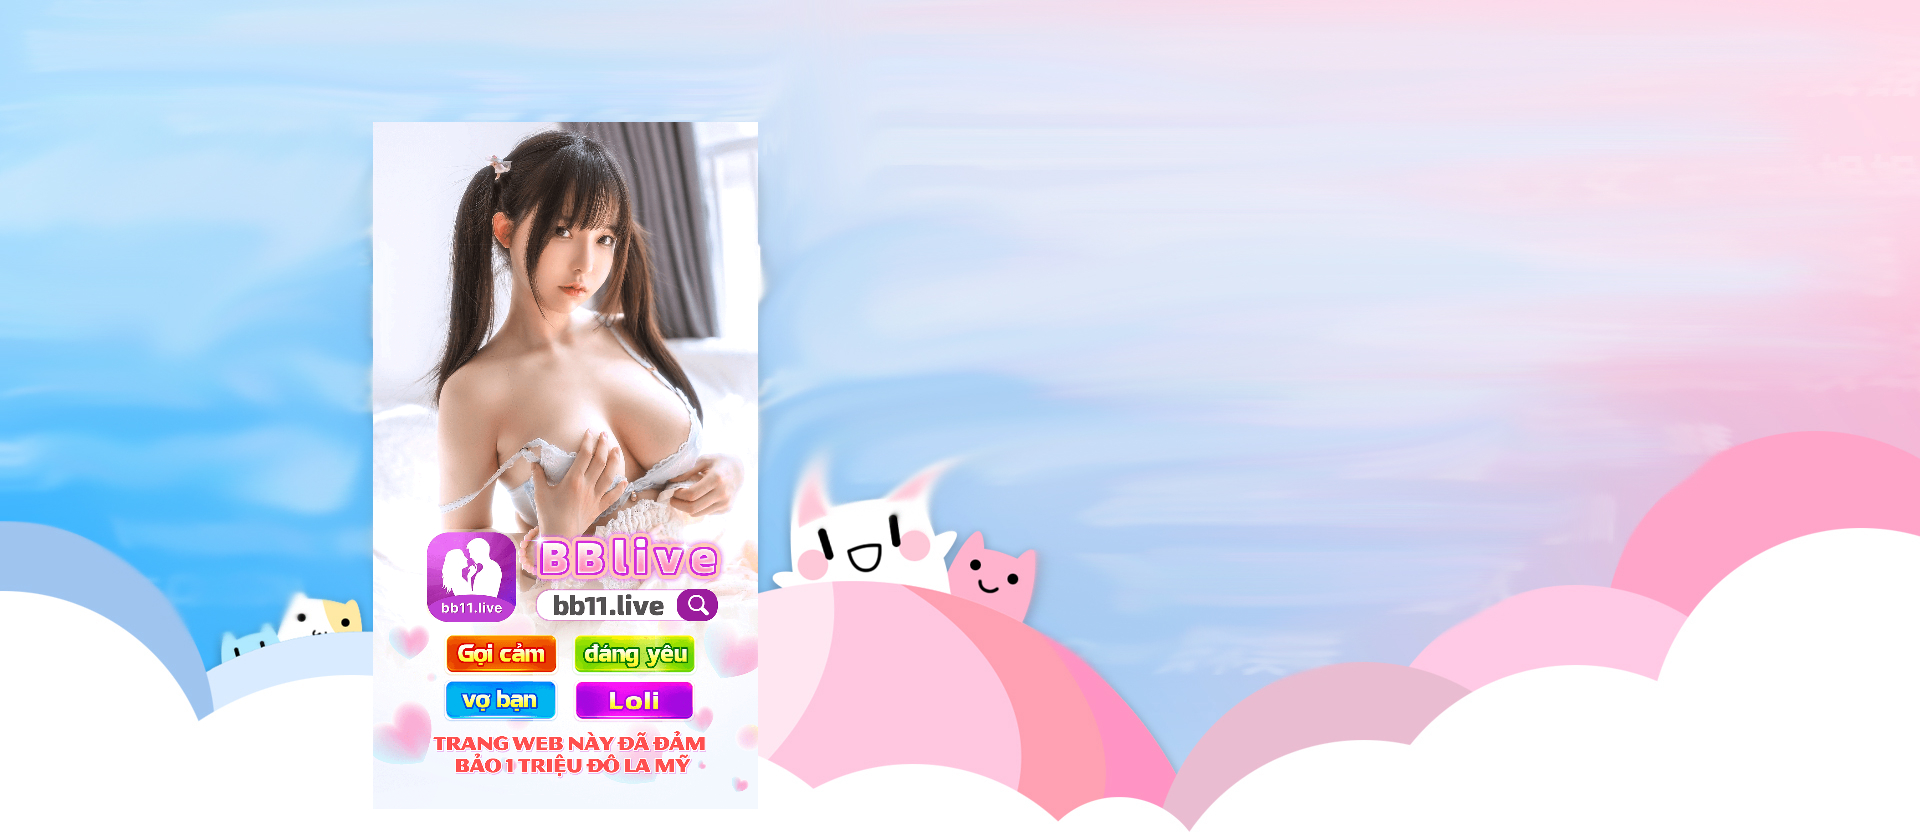 BBlive
bb11.live
bb11.live
Gọi cảm
đáng yêu
vợ bạn
Loli
TRANG WEB NÀY ĐÃ ĐẢM
BẢO 1 TRIỆU ĐÔ LA MỸ